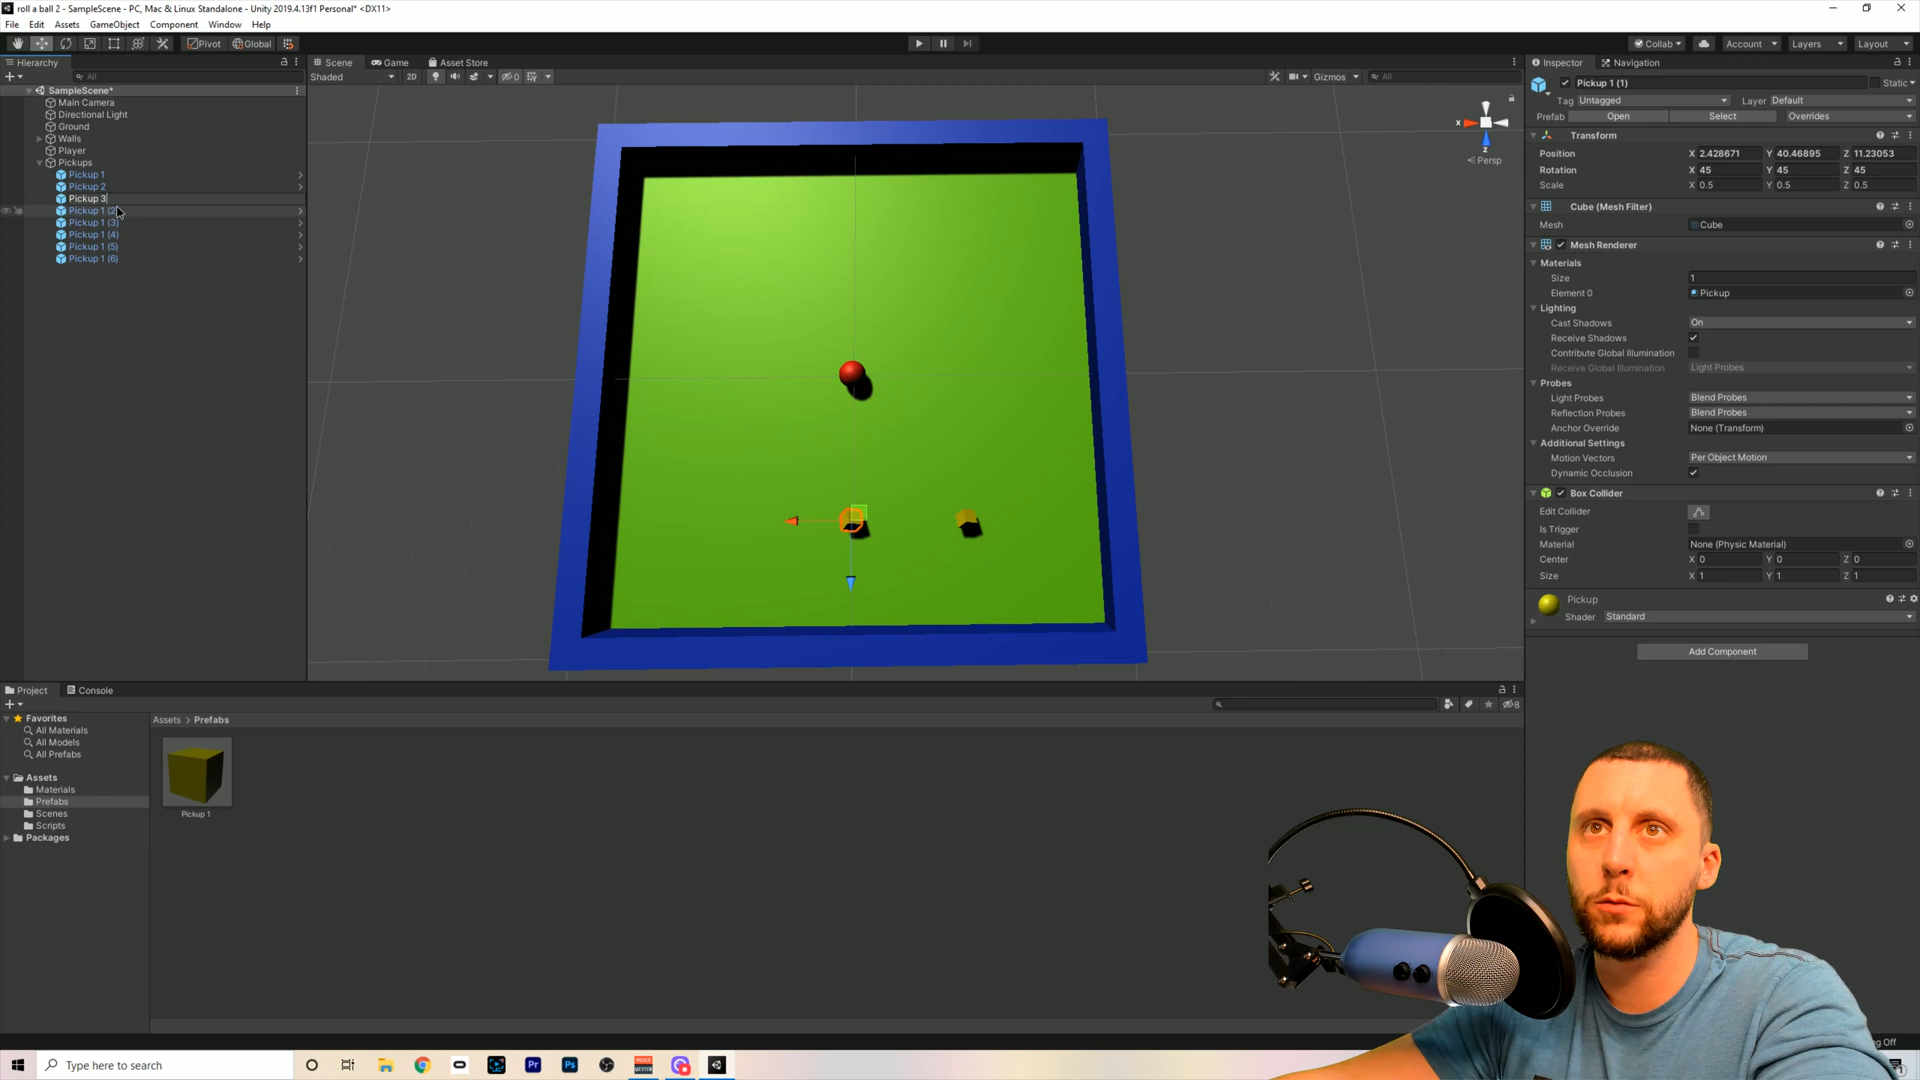 roll a ball 2 - SampleScene - PC, Mac & Linux Standalone - Unity 2019.4.13f1 Personal* <DX11>
File Edit Assets GameObject Component Window Help
Pivot Global Collab Account Layers Layout
Hierarchy
All
SampleScene*
Main Camera
Directional Light
Ground
Walls
Player
Pickups
Pickup 1
Pickup 2
Pickup 3
Pickup 1 (2)
Pickup 1 (3)
Pickup 1 (4)
Pickup 1 (5)
Pickup 1 (6)
Scene Game Asset Store
Shaded 2D 0 Gizmos All
x
z
Persp
Inspector Navigation
Pickup 1 (1) Static
Tag Untagged Layer Default
Prefab Open Select Overrides
Transform
Position X 2.428671 Y 40.46895 Z 11.23053
Rotation X 45 Y 45 Z 45
Scale X 0.5 Y 0.5 Z 0.5
Cube (Mesh Filter)
Mesh Cube
Mesh Renderer
Materials
Size 1
Element 0 Pickup
Lighting
Cast Shadows On
Receive Shadows
Contribute Global Illumination
Receive Global Illumination Light Probes
Probes
Light Probes Blend Probes
Reflection Probes Blend Probes
Anchor Override None (Transform)
Additional Settings
Motion Vectors Per Object Motion
Dynamic Occlusion
Box Collider
Edit Collider
Is Trigger
Material None (Physic Material)
Center X 0 Y 0 Z 0
Size X 1 Y 1 Z 1
Pickup
Shader Standard
Add Component
Project Console
8
Favorites
All Materials
All Models
All Prefabs
Assets
Materials
Prefabs
Scenes
Scripts
Packages
Assets > Prefabs
Pickup 1
Type here to search
Pr
Ps